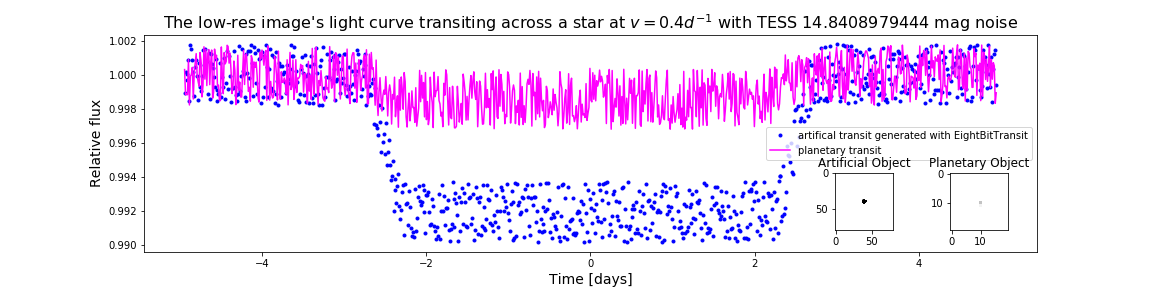 The low-res image's light curve transiting across a star at v = 0.4d⁻¹ with TESS 14.8408979444 mag noise
Relative flux
1.002
1.000
0.998
0.996
0.994
0.992
0.990
artifical transit generated with EightBitTransit
planetary transit
Artificial Object
Planetary Object
0
50
0
50
0
10
0
10
−4
−2
0
2
4
Time [days]